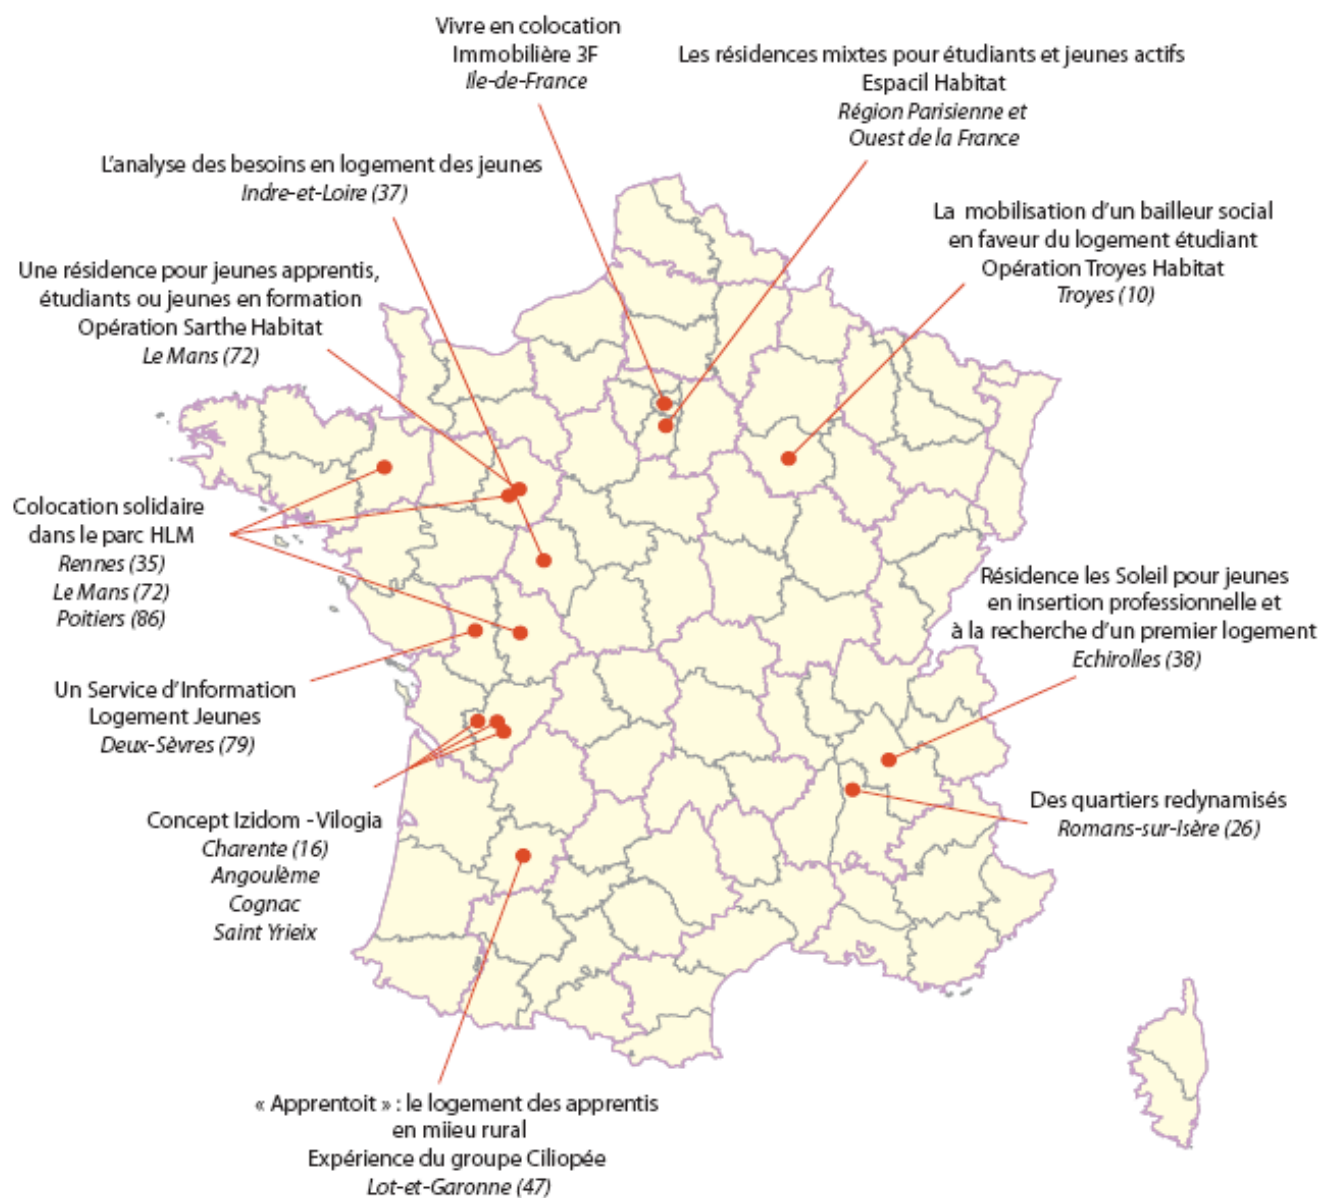 Vivre en colocation
Immobilière 3F
Ile-de-France
Les résidences mixtes pour étudiants et jeunes actifs
Espacil Habitat
Région Parisienne et
Ouest de la France
L'analyse des besoins en logement des jeunes
Indre-et-Loire (37)
La mobilisation d'un bailleur social
en faveur du logement étudiant
Opération Troyes Habitat
Troyes (10)
Une résidence pour jeunes apprentis,
étudiants ou jeunes en formation
Opération Sarthe Habitat
Le Mans (72)
Colocation solidaire
dans le parc HLM
Rennes (35)
Le Mans (72)
Poitiers (86)
Résidence les Soleil pour jeunes
en insertion professionnelle et
à la recherche d'un premier logement
Echirolles (38)
Un Service d'Information
Logement Jeunes
Deux-Sèvres (79)
Des quartiers redynamisés
Romans-sur-Isère (26)
Concept Izidom - Vilogia
Charente (16)
Angoulème
Cognac
Saint Yrieix
« Apprentoit » : le logement des apprentis
en miieu rural
Expérience du groupe Ciliopée
Lot-et-Garonne (47)